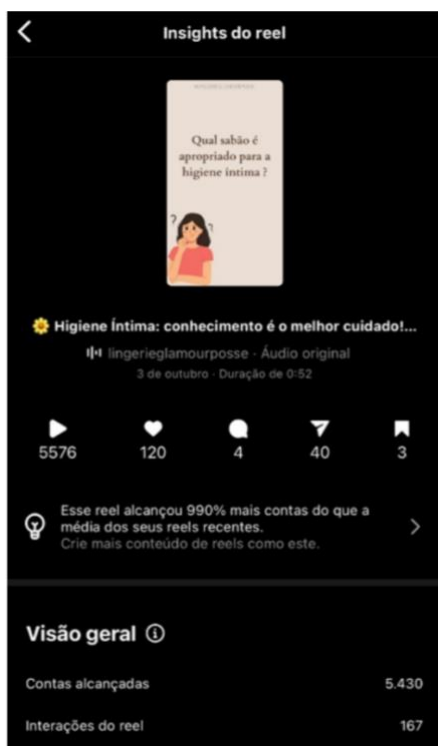 Insights do reel
Qual sabão é
apropriado para a
higiene íntima ?
? ?
🌼 Higiene Íntima: conhecimento é o melhor cuidado!...
lingerieglamourposse · Áudio original
3 de outubro · Duração de 0:52
5576 120 4 40 3
Esse reel alcançou 990% mais contas do que a
média dos seus reels recentes.
Crie mais conteúdo de reels como este.
Visão geral
Contas alcançadas 5.430
Interações do reel 167